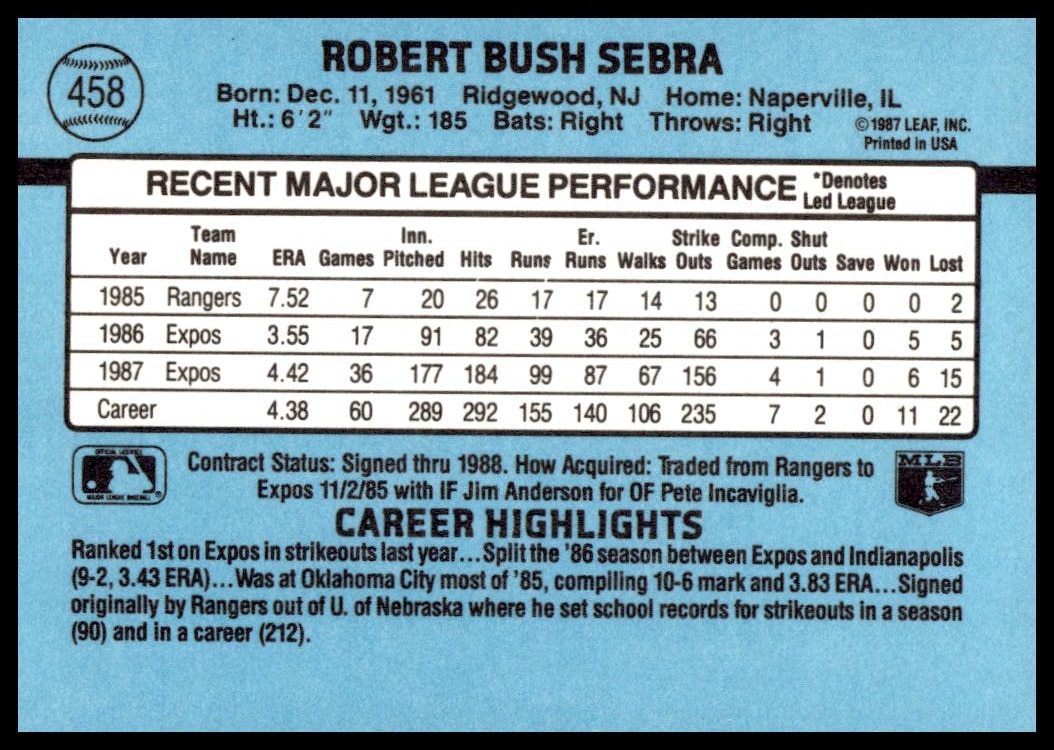 458
ROBERT BUSH SEBRA
Born: Dec. 11, 1961 Ridgewood, NJ Home: Naperville, IL
Ht.: 6'2" Wgt.: 185 Bats: Right Throws: Right ©1987 LEAF, INC.
Printed in USA
RECENT MAJOR LEAGUE PERFORMANCE *Denotes
Led League
Year Team Name ERA Games Inn. Pitched Hits Runs Er. Runs Walks Strike Outs Comp. Games Shut Outs Save Won Lost
1985 Rangers 7.52 7 20 26 17 17 14 13 0 0 0 0 2
1986 Expos 3.55 17 91 82 39 36 25 66 3 1 0 5 5
1987 Expos 4.42 36 177 184 99 87 67 156 4 1 0 6 15
Career 4.38 60 289 292 155 140 106 235 7 2 0 11 22
OFFICIAL LICENSEE
MAJOR LEAGUE BASEBALL
Contract Status: Signed thru 1988. How Acquired: Traded from Rangers to
Expos 11/2/85 with IF Jim Anderson for OF Pete Incaviglia.
MLB
CAREER HIGHLIGHTS
Ranked 1st on Expos in strikeouts last year...Split the '86 season between Expos and Indianapolis
(9-2, 3.43 ERA)...Was at Oklahoma City most of '85, compiling 10-6 mark and 3.83 ERA...Signed
originally by Rangers out of U. of Nebraska where he set school records for strikeouts in a season
(90) and in a career (212).